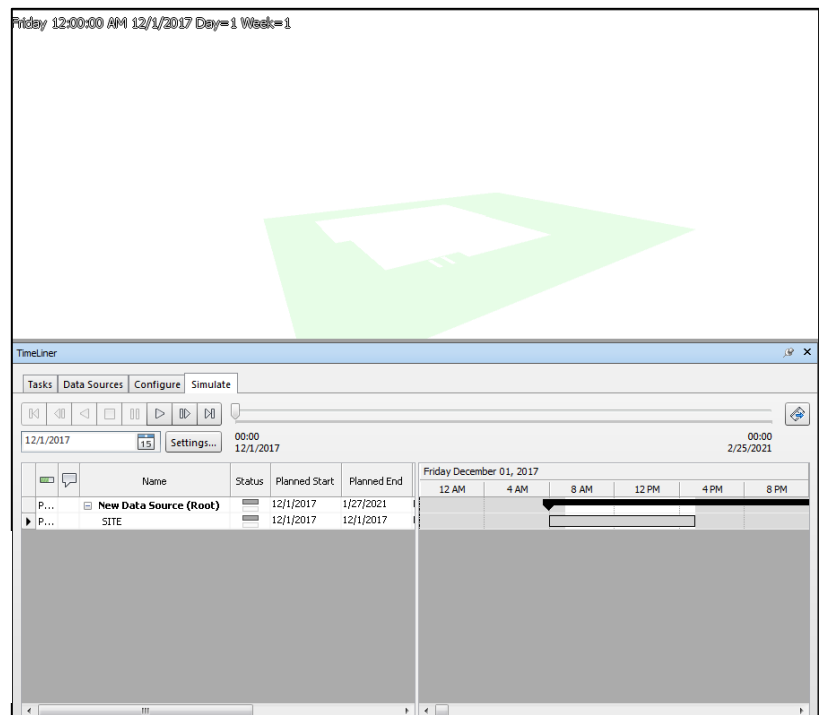 Friday 12:00:00 AM 12/1/2017 Day=1 Week=1
TimeLiner
Tasks Data Sources Configure Simulate
12/1/2017 15 Settings... 00:00 00:00
12/1/2017 2/25/2021
Name Status Planned Start Planned End Friday December 01, 2017
12 AM 4 AM 8 AM 12 PM 4 PM 8 PM
P... New Data Source (Root) 12/1/2017 1/27/2021
P... SITE 12/1/2017 12/1/2017